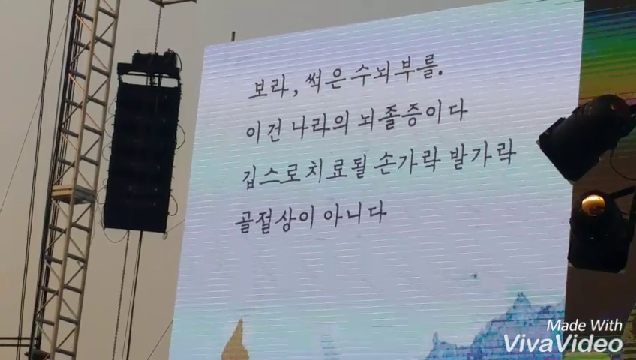 보라, 썩은 수뇌부를.
이건 나라의 뇌졸증이다
깁스로 치료될 손가락 발가락
골절상이 아니다
Made With
VivaVideo